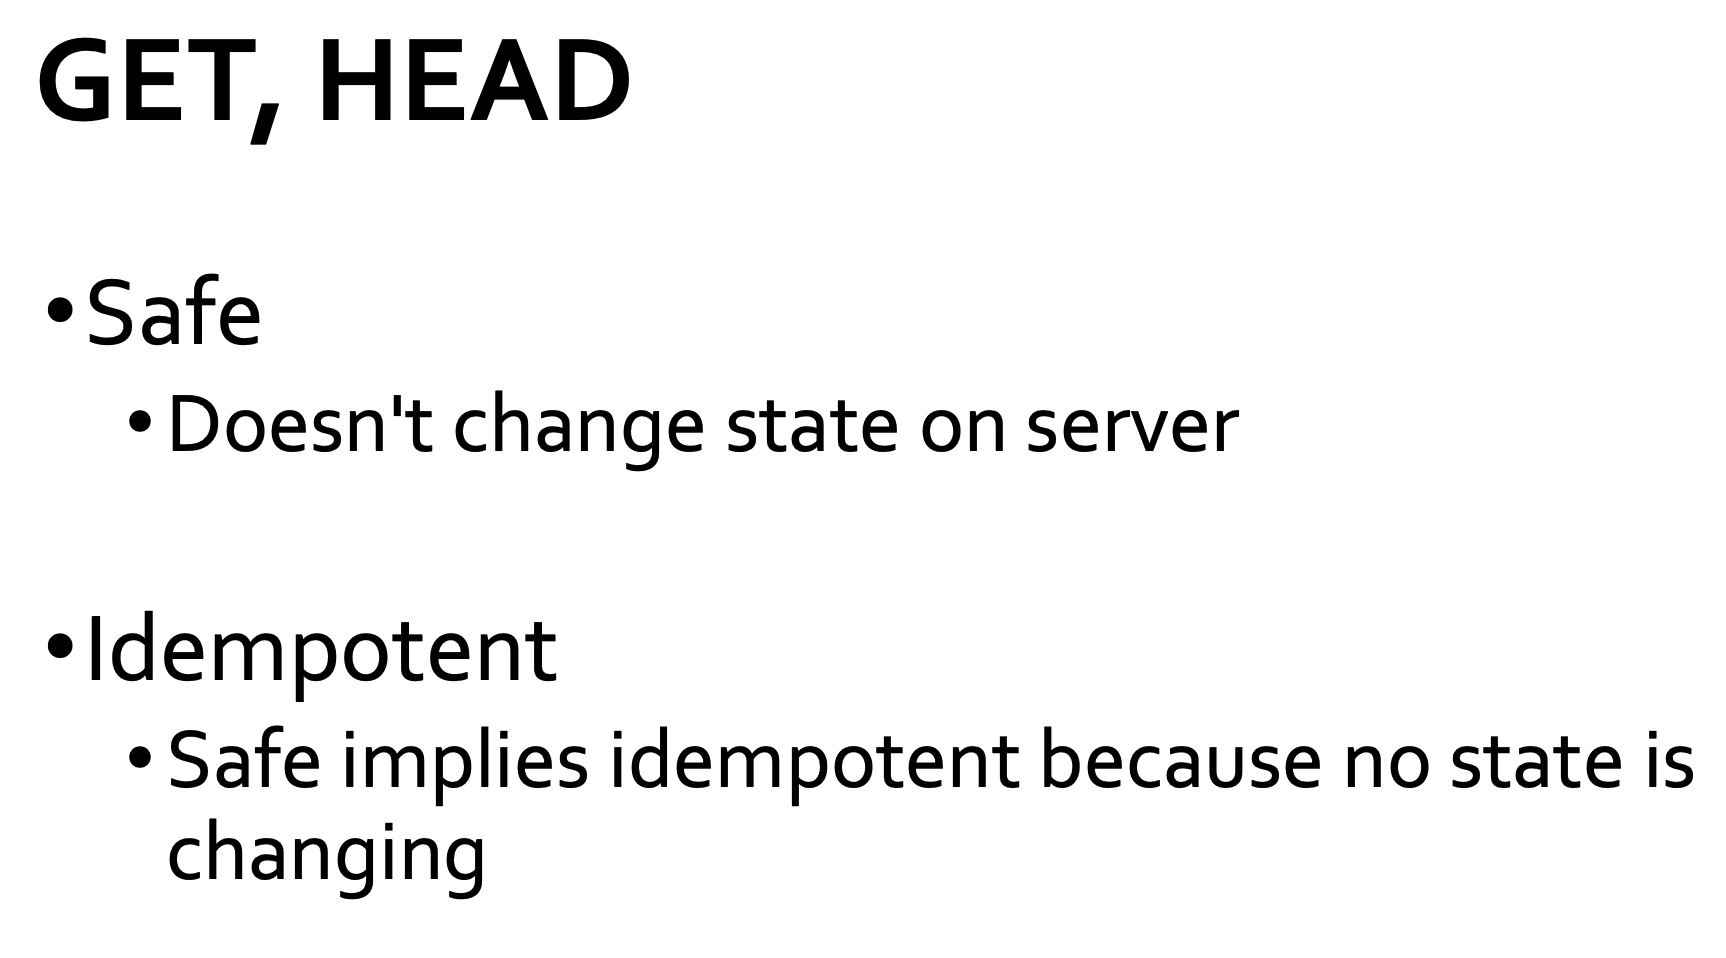 GET, HEAD
•Safe
•Doesn't change state on server
•Idempotent
•Safe implies idempotent because no state is
changing